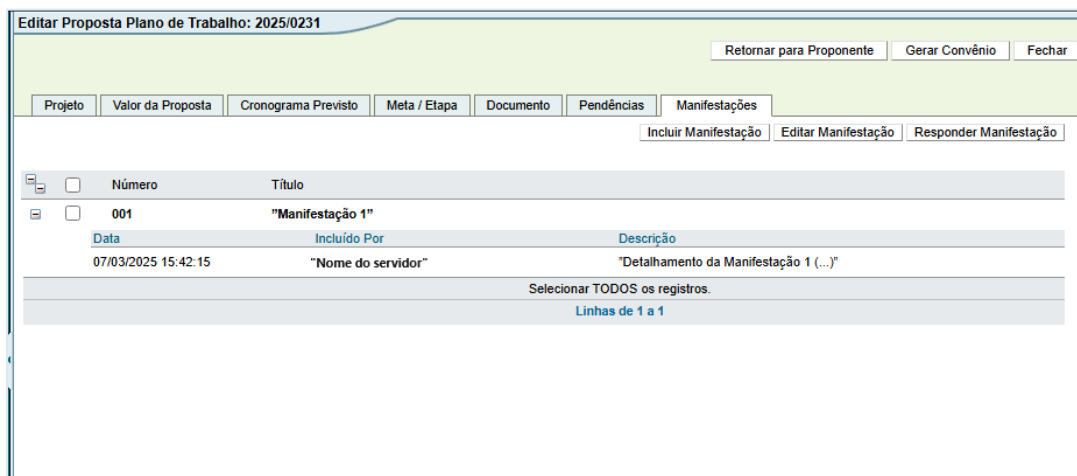 Editar Proposta Plano de Trabalho: 2025/0231
Retornar para Proponente Gerar Convênio Fechar
Projeto Valor da Proposta Cronograma Previsto Meta / Etapa Documento Pendências Manifestações
Incluir Manifestação Editar Manifestação Responder Manifestação
Número Título
001 "Manifestação 1"
Data Incluído Por Descrição
07/03/2025 15:42:15 "Nome do servidor" "Detalhamento da Manifestação 1 (...)"
Selecionar TODOS os registros.
Linhas de 1 a 1